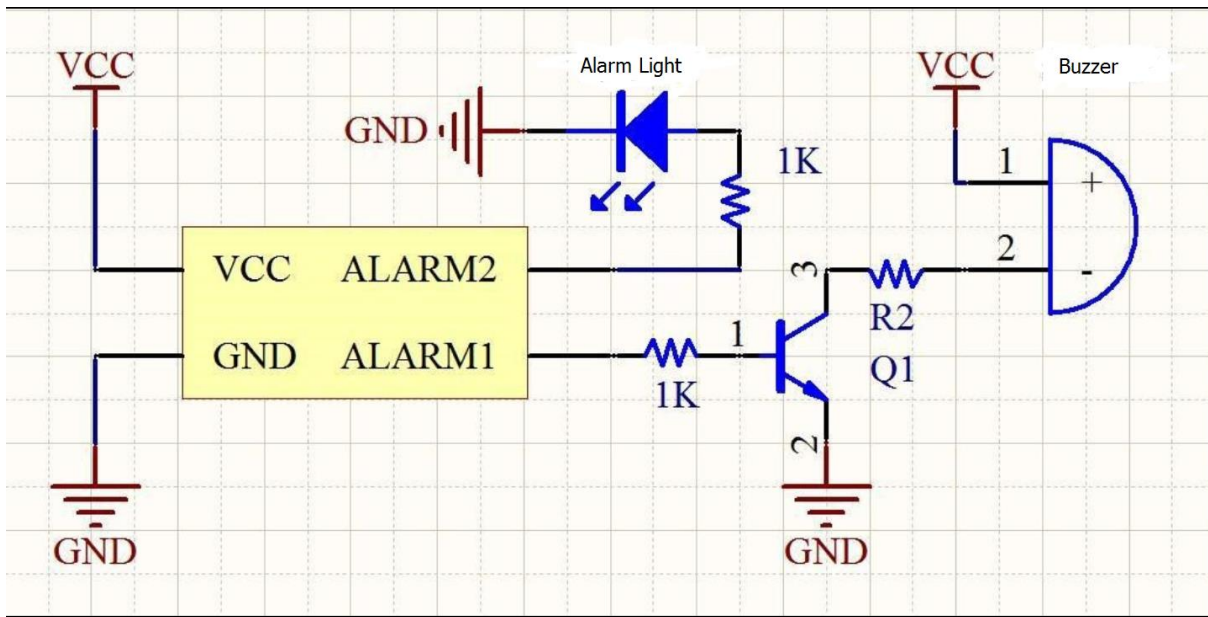 VCC
Alarm Light
VCC
Buzzer
GND
1K
1
+
VCC
ALARM2
3
2
-
R2
GND
ALARM1
1
Q1
1K
2
GND
GND